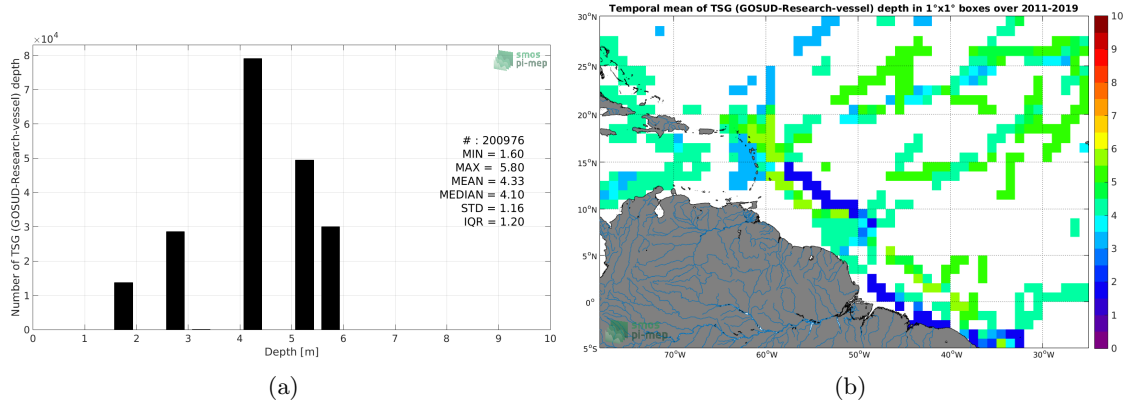 ×10⁴
8
7
6
5
4
3
2
1
0
Number of TSG (GOSUD-Research-vessel) depth
0 1 2 3 4 5 6 7 8 9 10
Depth [m]
smos
pi-mep
# : 200976
MIN = 1.60
MAX = 5.80
MEAN = 4.33
MEDIAN = 4.10
STD = 1.16
IQR = 1.20
(a)
Temporal mean of TSG (GOSUD-Research-vessel) depth in 1°x1° boxes over 2011-2019
30°N
25°N
20°N
15°N
10°N
5°N
0°
5°S
70°W 60°W 50°W 40°W 30°W
smos
pi-mep
10
9
8
7
6
5
4
3
2
1
0
(b)